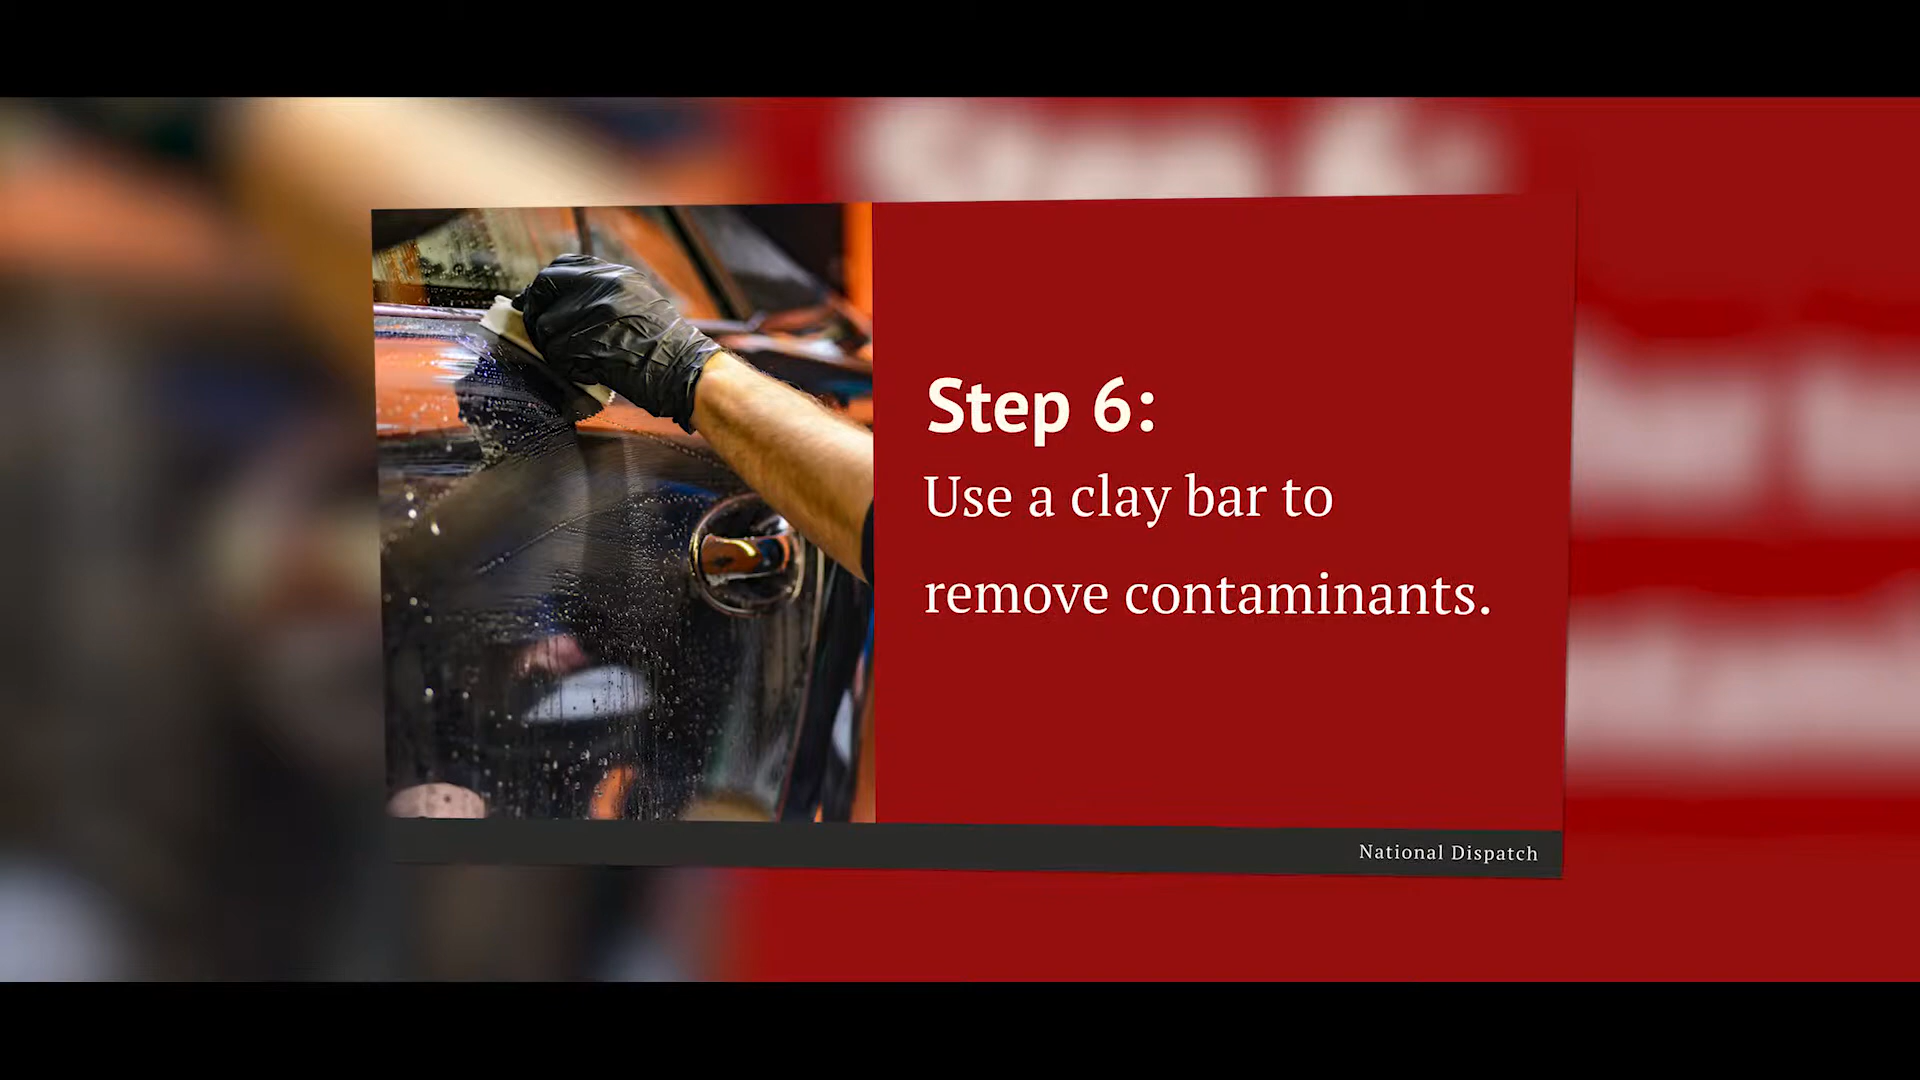 Step 6:
Use a clay bar to
remove contaminants.
National Dispatch